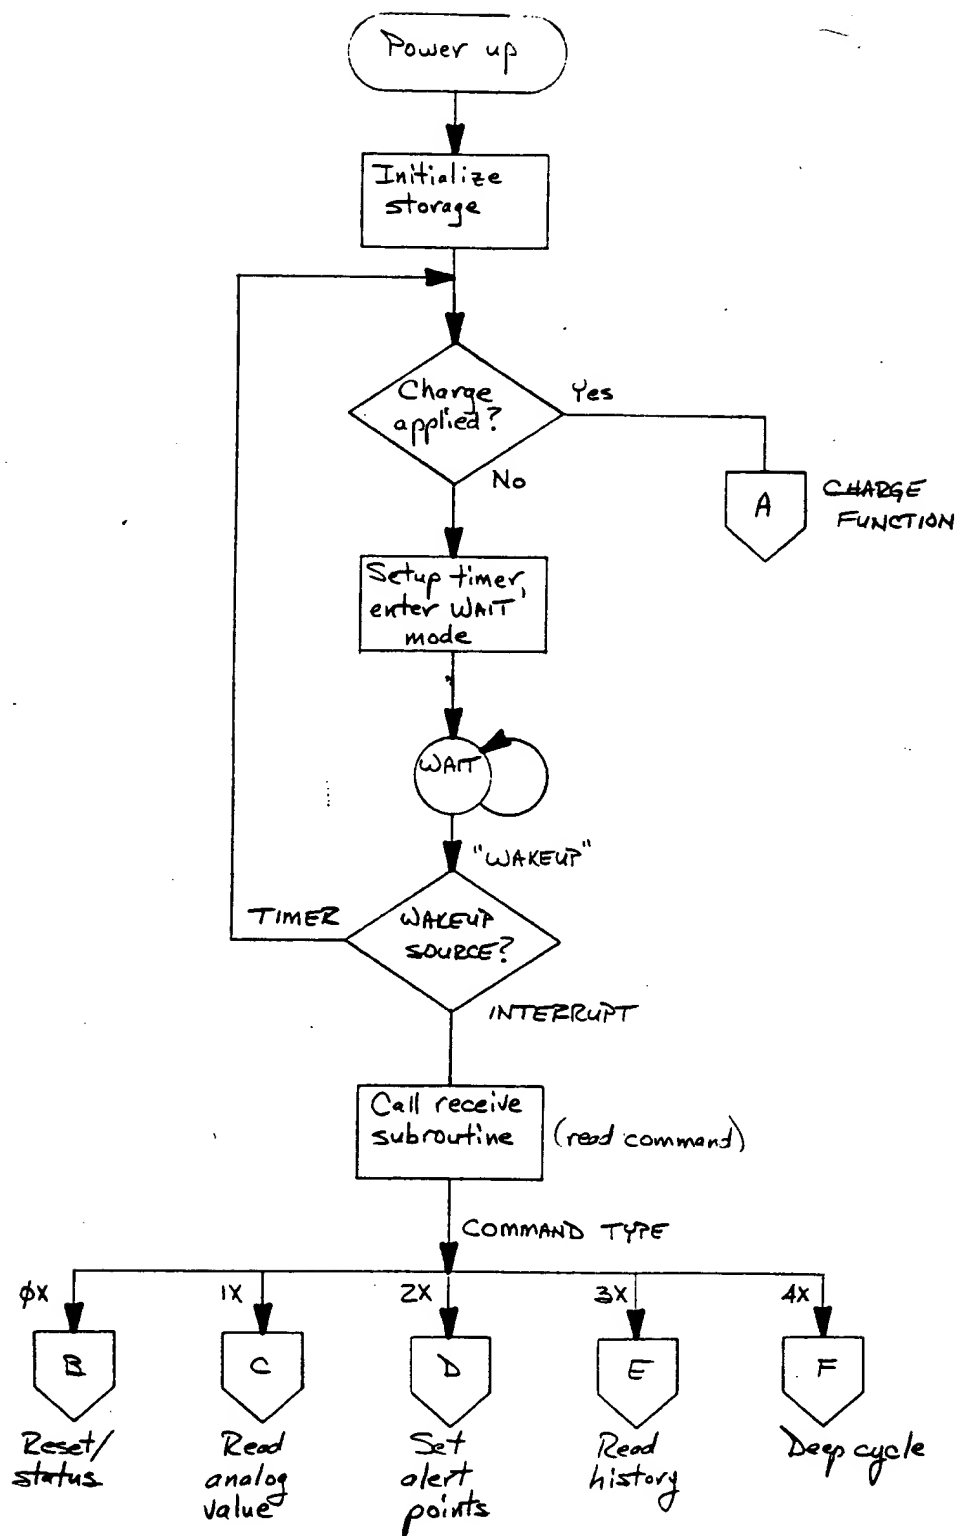 Power up
Initialize
storage
Charge
applied?
Yes
No
A
CHARGE
FUNCTION
Setup timer,
enter WAIT
mode
WAIT
"WAKEUP"
TIMER
WAKEUP
SOURCE?
INTERRUPT
Call receive
subroutine
(read command)
COMMAND TYPE
φX
1X
2X
3X
4X
B
C
D
E
F
Reset/
status
Read
analog
value
Set
alert
points
Read
history
Deep cycle